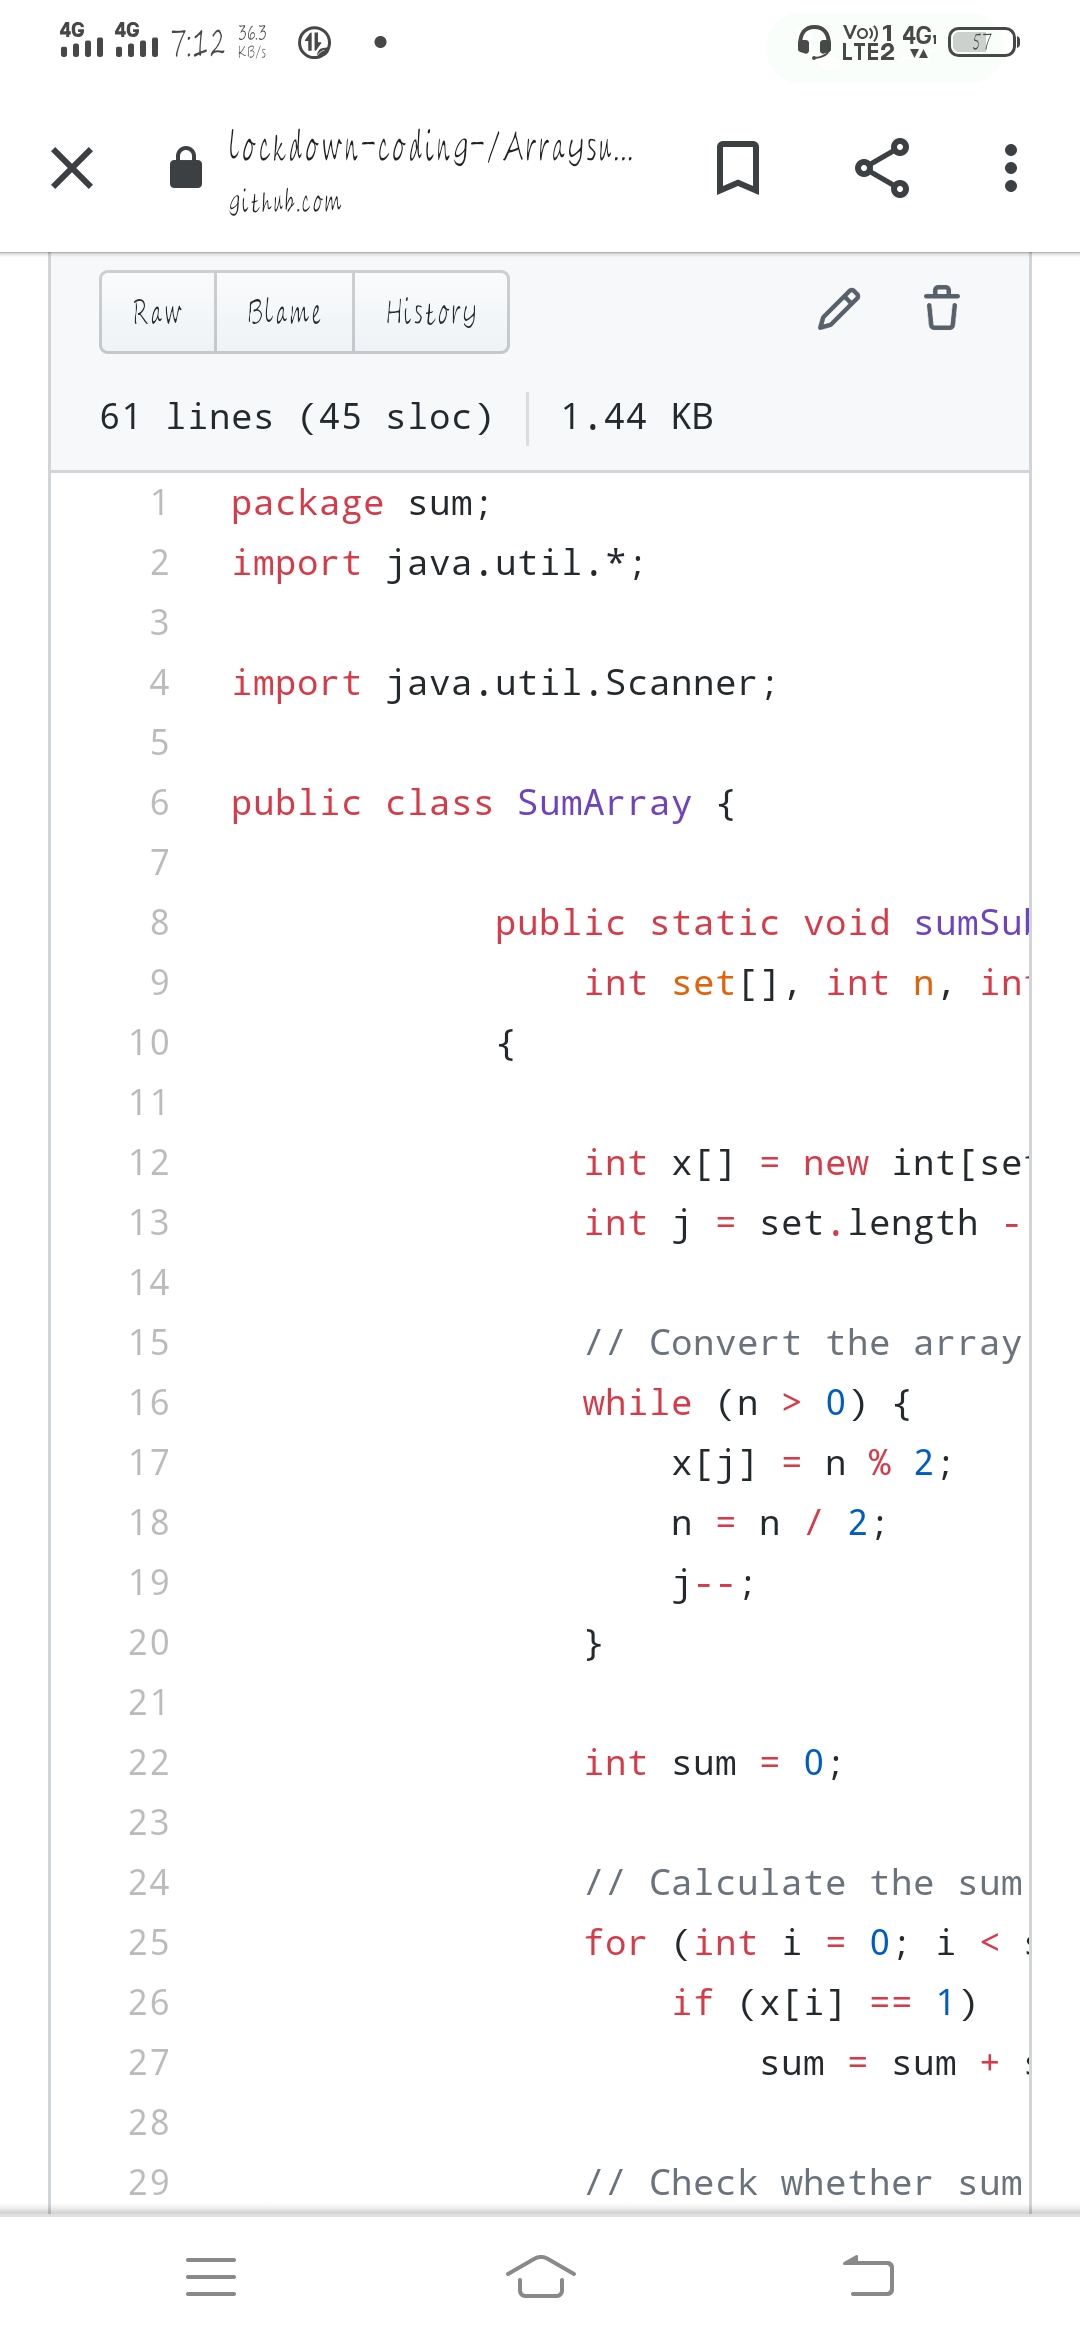 4G 4G 7:12 36.3 KB/s Vo)) 1 LTE2 4G 57
lockdown-coding-/Arraysu...
github.com
Raw Blame History
61 lines (45 sloc) 1.44 KB
1 package sum;
2 import java.util.*;
3
4 import java.util.Scanner;
5
6 public class SumArray {
7
8 public static void sumSu
9 int set[], int n, in
10 {
11
12 int x[] = new int[se
13 int j = set.length -
14
15 // Convert the array
16 while (n > 0) {
17 x[j] = n % 2;
18 n = n / 2;
19 j--;
20 }
21
22 int sum = 0;
23
24 // Calculate the sum
25 for (int i = 0; i <
26 if (x[i] == 1)
27 sum = sum +
28
29 // Check whether sum